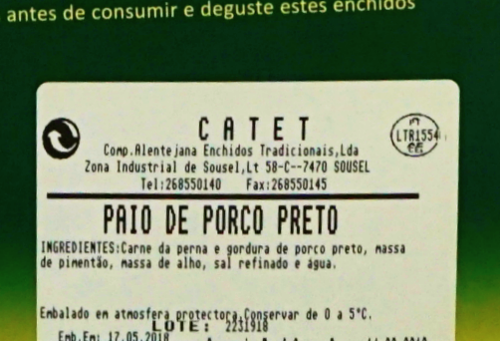 antes de consumir e deguste estes enchidos
CATET
PT
LTR1554
CE
Comp.Alentejana Enchidos Tradicionais,Lda
Zona Industrial de Sousel,Lt 58-C--7470 SOUSEL
Tel:268550140 Fax:268550145
PAIO DE PORCO PRETO
INGREDIENTES:Carne da perna e gordura de porco preto, massa
de pimentão, massa de alho, sal refinado e agua.
Embalado em atmosfera protectora.Conservar de 0 a 5°C.
LOTE: 2231918
Emb.Em: 17.05.2018